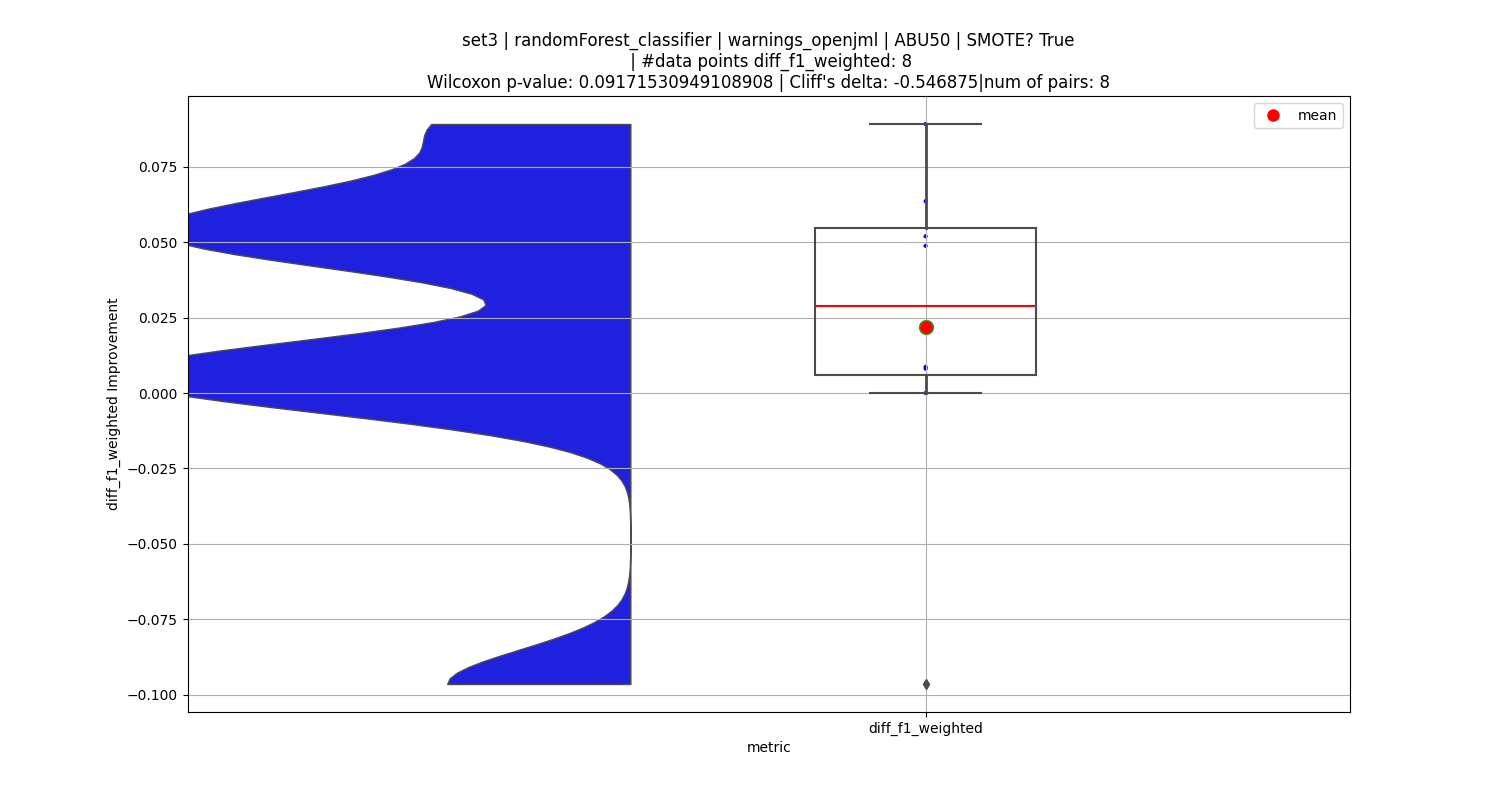 set3 | randomForest_classifier | warnings_openjml | ABU50 | SMOTE? True
| #data points diff_f1_weighted: 8
Wilcoxon p-value: 0.09171530949108908 | Cliff's delta: -0.546875|num of pairs: 8
mean
0.075
0.050
0.025
0.000
−0.025
−0.050
−0.075
−0.100
diff_f1_weighted Improvement
diff_f1_weighted
metric